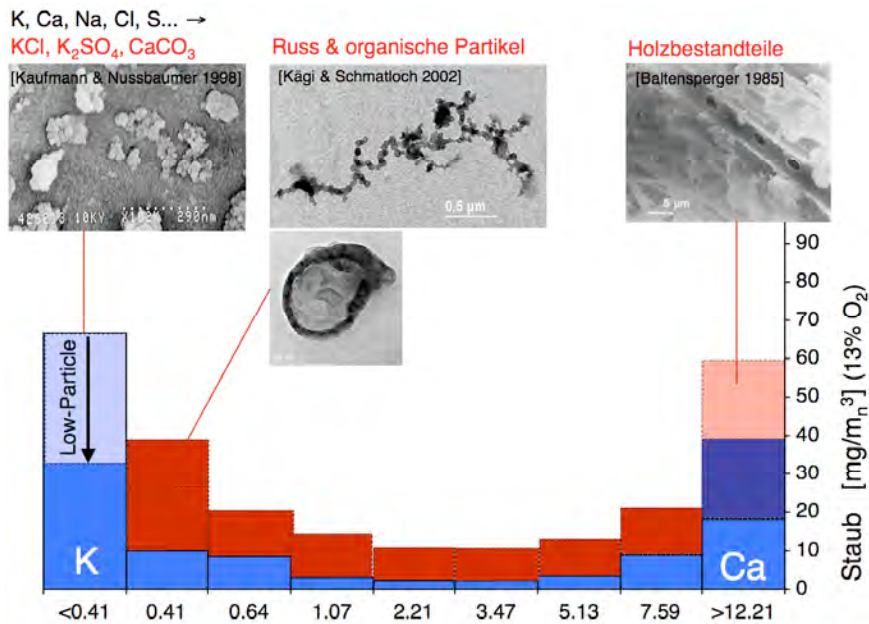 K, Ca, Na, Cl, S... →
KCl, K₂SO₄, CaCO₃
[Kaufmann & Nussbaumer 1998]
Russ & organische Partikel
[Kägi & Schmatloch 2002]
Holzbestandteile
[Baltensperger 1985]
10KV X100K 290nm
0.5 µm
5 µm
Low-Particle
K
Ca
90
80
70
60
50
40
30
20
10
0
Staub [mg/mₙ³] (13% O₂)
<0.41 0.41 0.64 1.07 2.21 3.47 5.13 7.59 >12.21